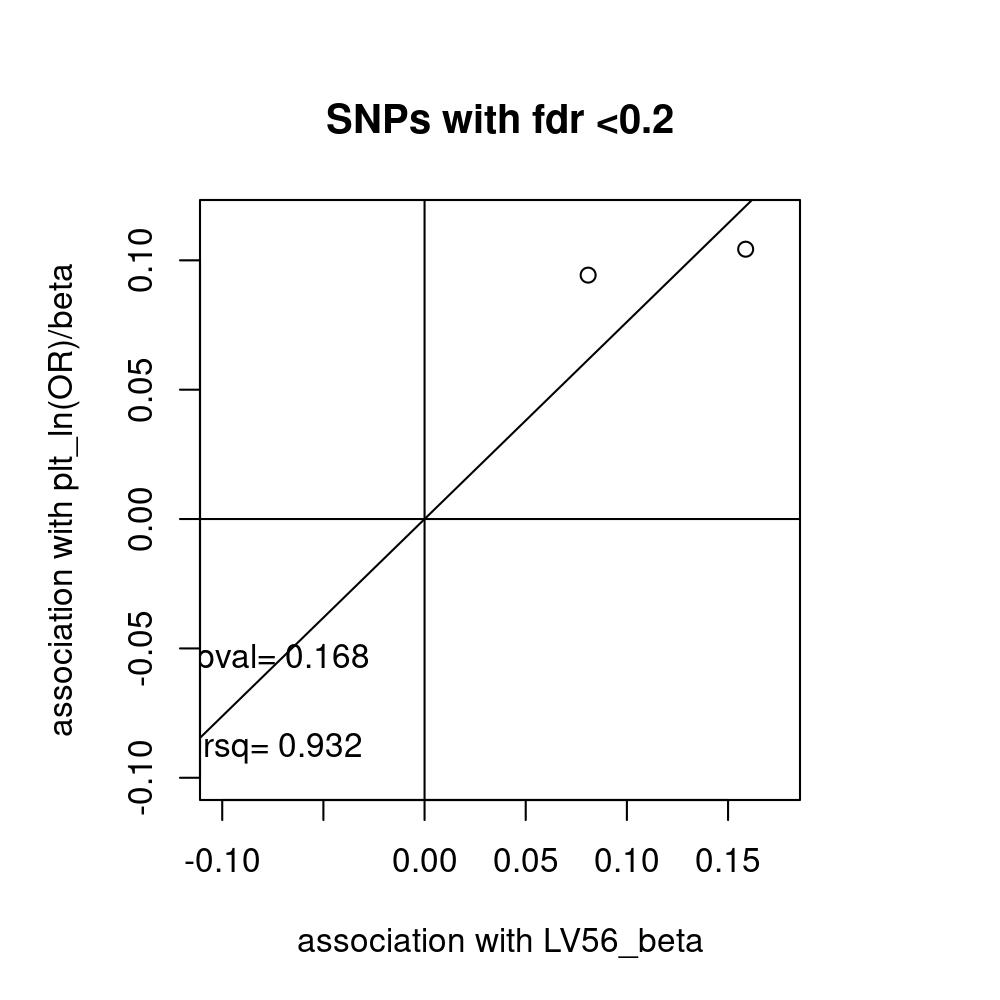 SNPs with fdr <0.2
association with plt_ln(OR)/beta
0.10
0.05
0.00
-0.05
-0.10
pval= 0.168
rsq= 0.932
-0.10 0.00 0.05 0.10 0.15
association with LV56_beta